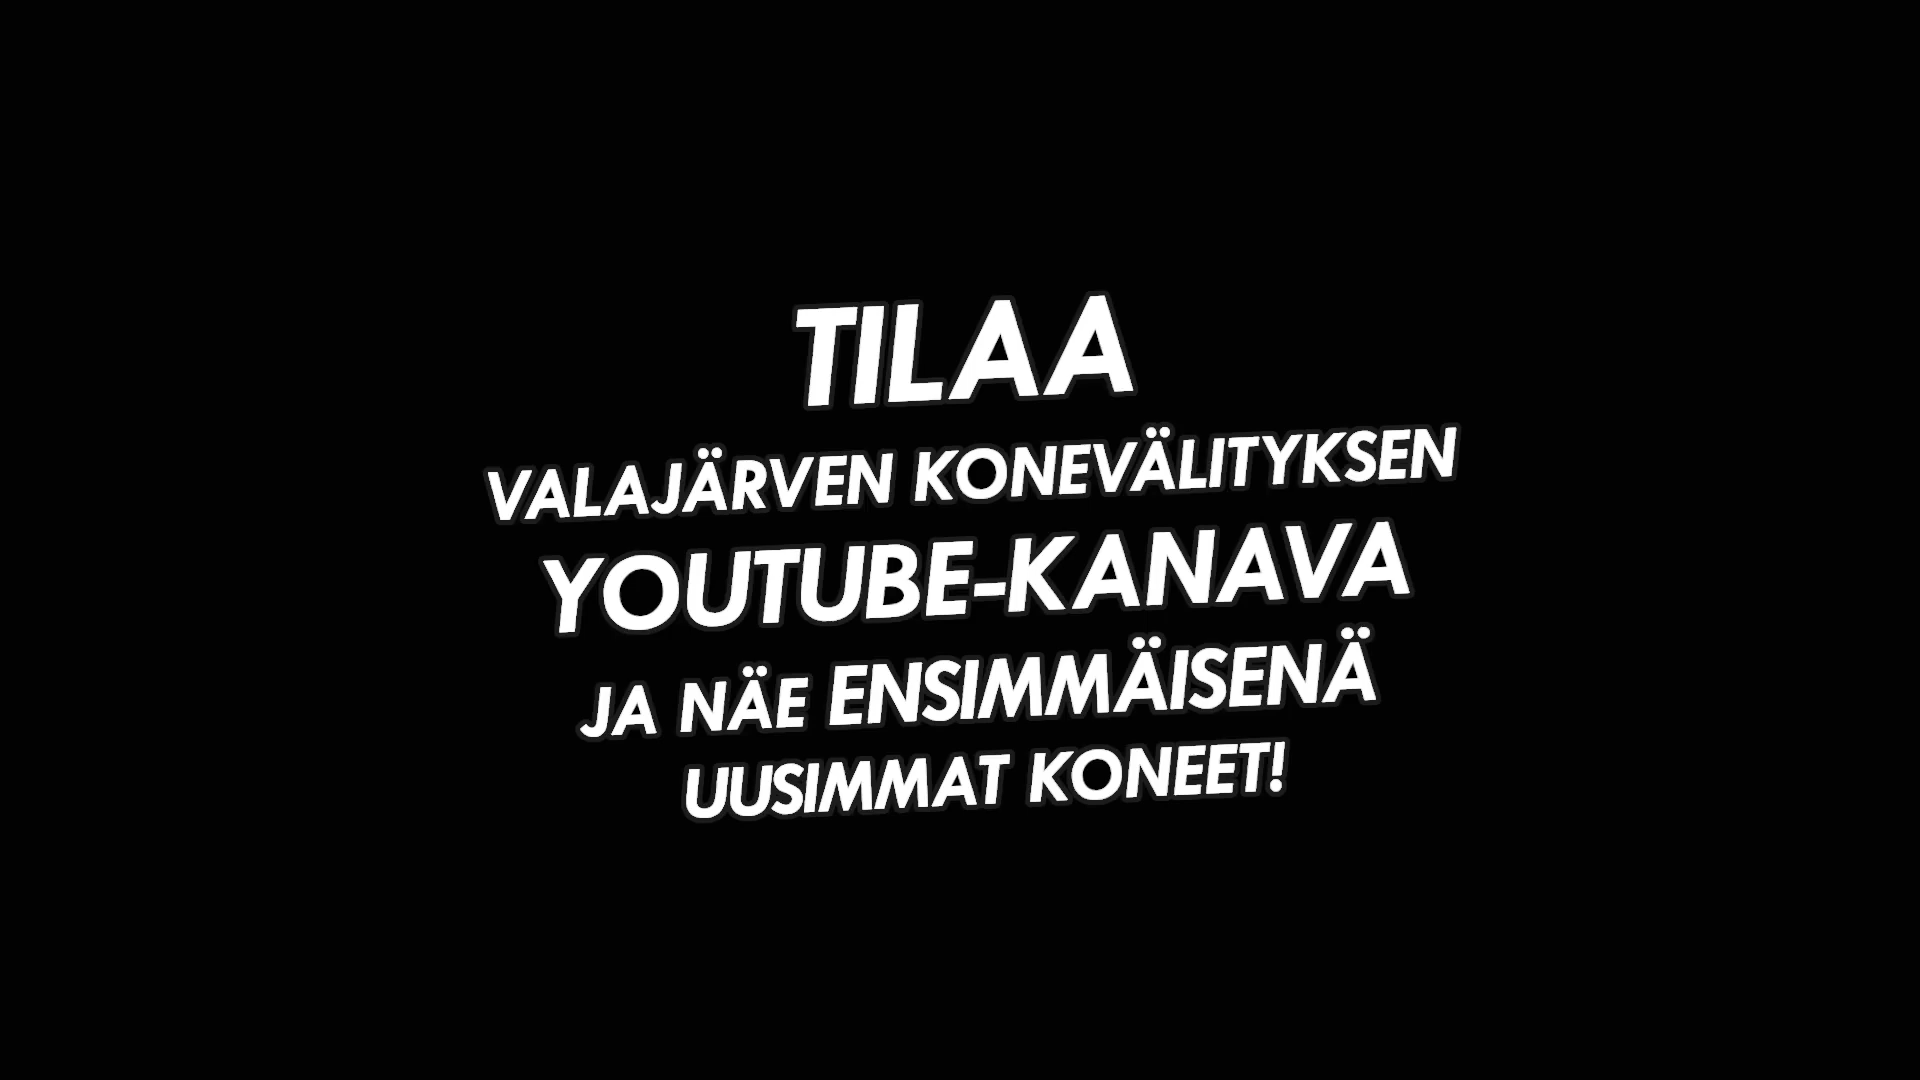 TILAA
VALAJÄRVEN KONEVÄLITYKSEN
YOUTUBE-KANAVA
JA NÄE ENSIMMÄISENÄ
UUSIMMAT KONEET!